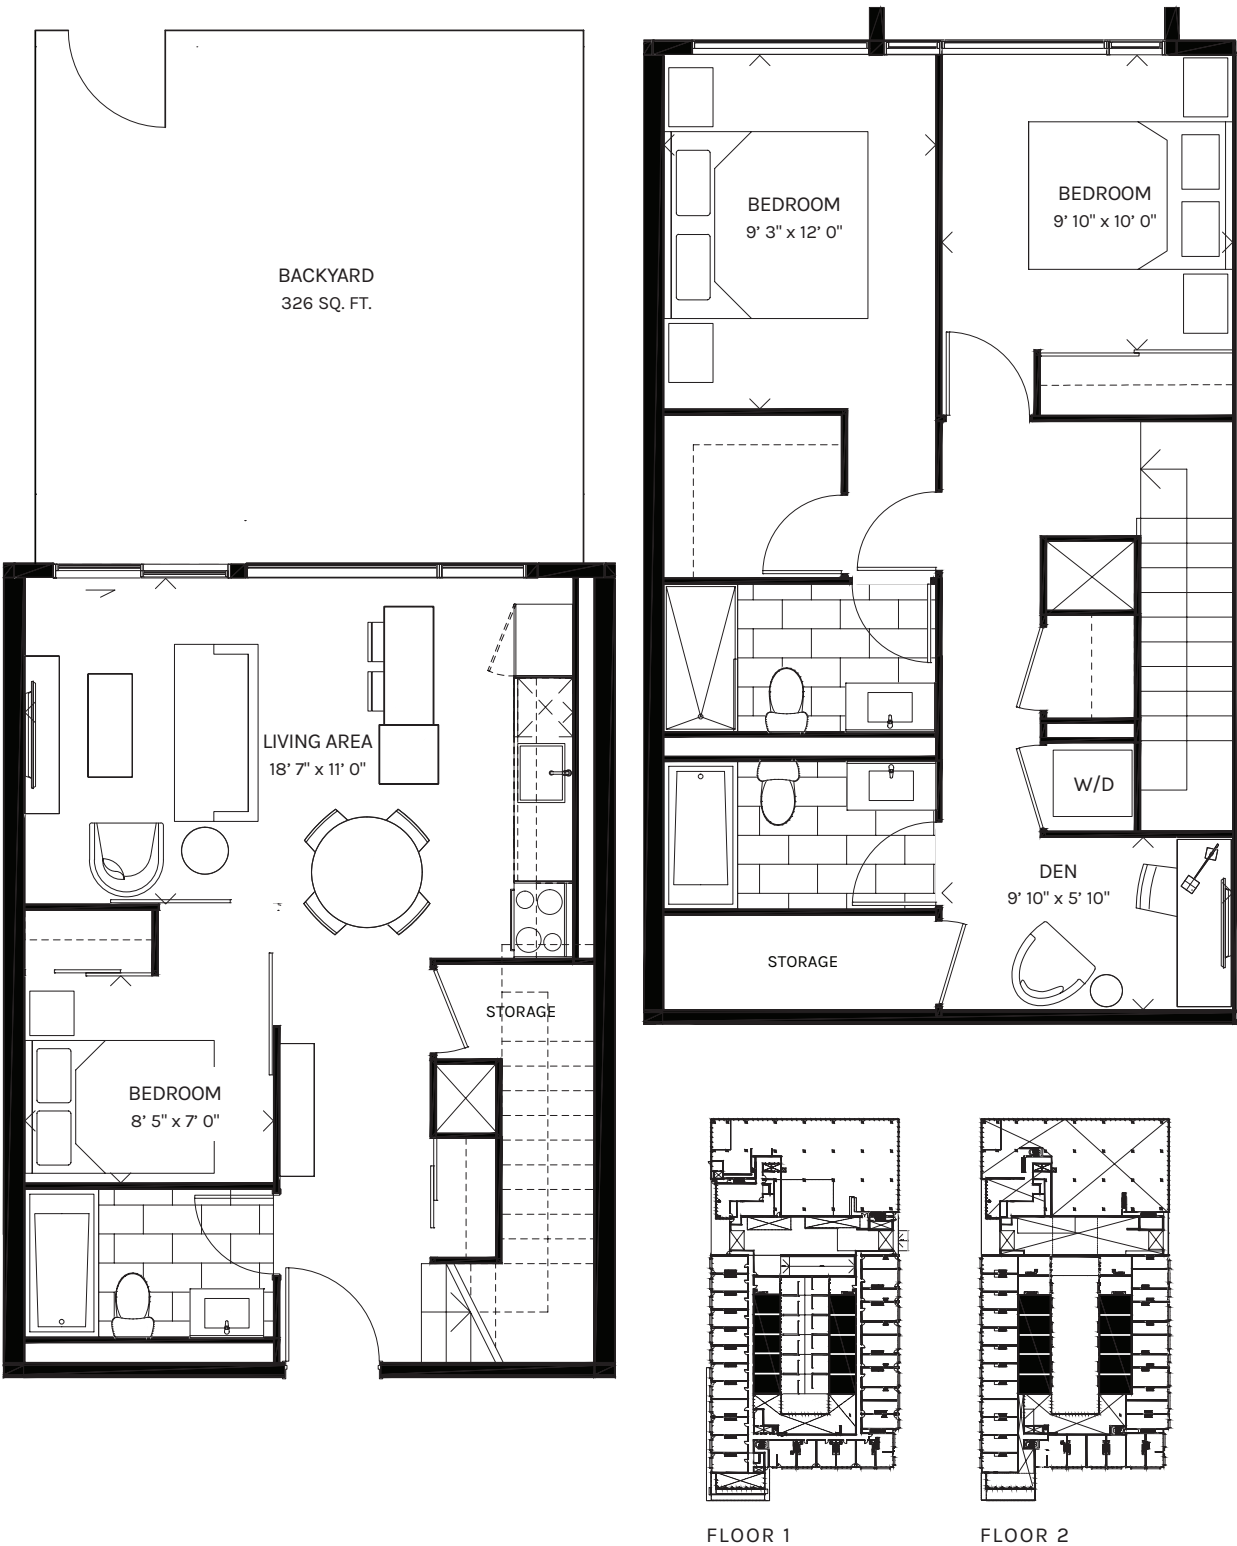 BACKYARD
326 SQ. FT.
LIVING AREA
18' 7" x 11' 0"
STORAGE
BEDROOM
8' 5" x 7' 0"
BEDROOM
9' 3" x 12' 0"
BEDROOM
9' 10" x 10' 0"
W/D
DEN
9' 10" x 5' 10"
STORAGE
FLOOR 1
FLOOR 2